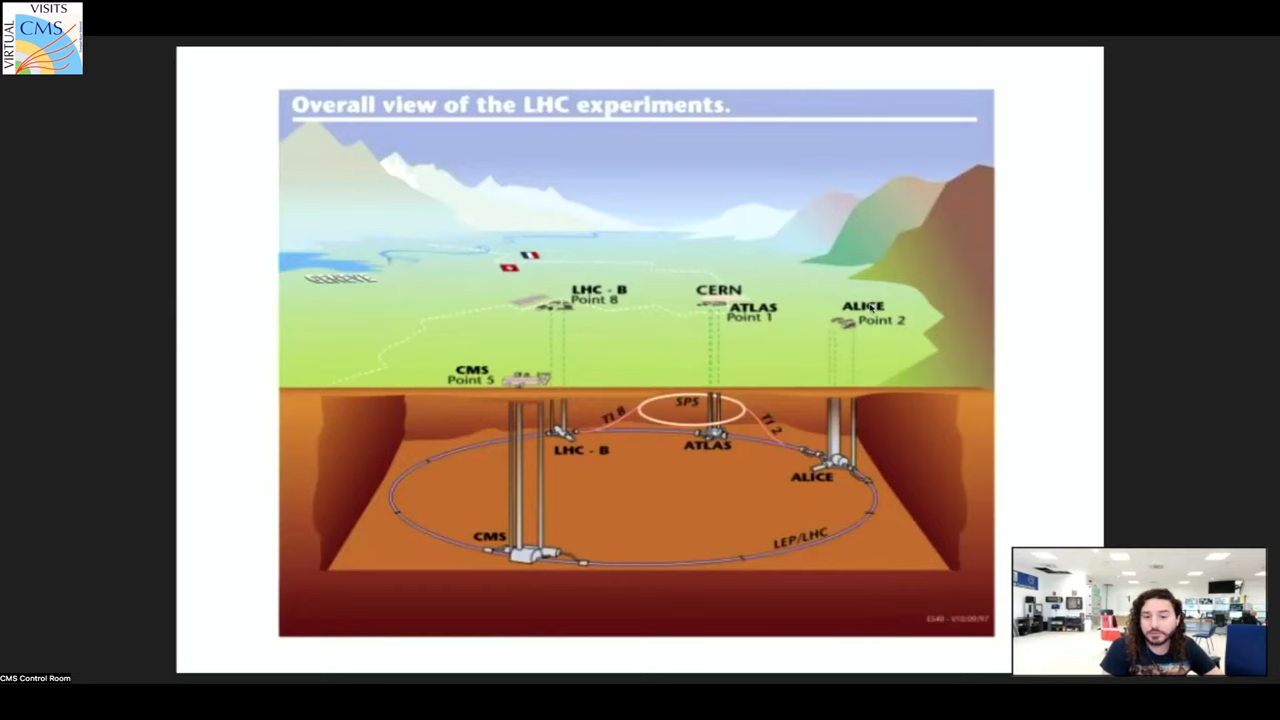 VISITS
VIRTUAL
CMS
Overall view of the LHC experiments.
GENEVE
LHC - B
Point 8
CERN
ATLAS
Point 1
ALICE
Point 2
CMS
Point 5
SPS
TI 8
TI 2
LHC - B
ATLAS
ALICE
CMS
LEP/LHC
CMS Control Room